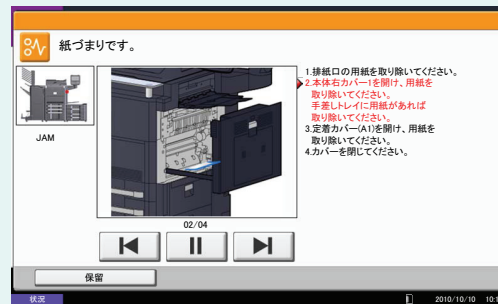 紙づまりです。
JAM
1.排紙口の用紙を取り除いてください。
2.本体右カバー1を開け、用紙を
取り除いてください。
手差しトレイに用紙があれば
取り除いてください。
3.定着カバー(A1)を開け、用紙を
取り除いてください。
4.カバーを閉じてください。
02/04
保留
状況
2010/10/10 10: